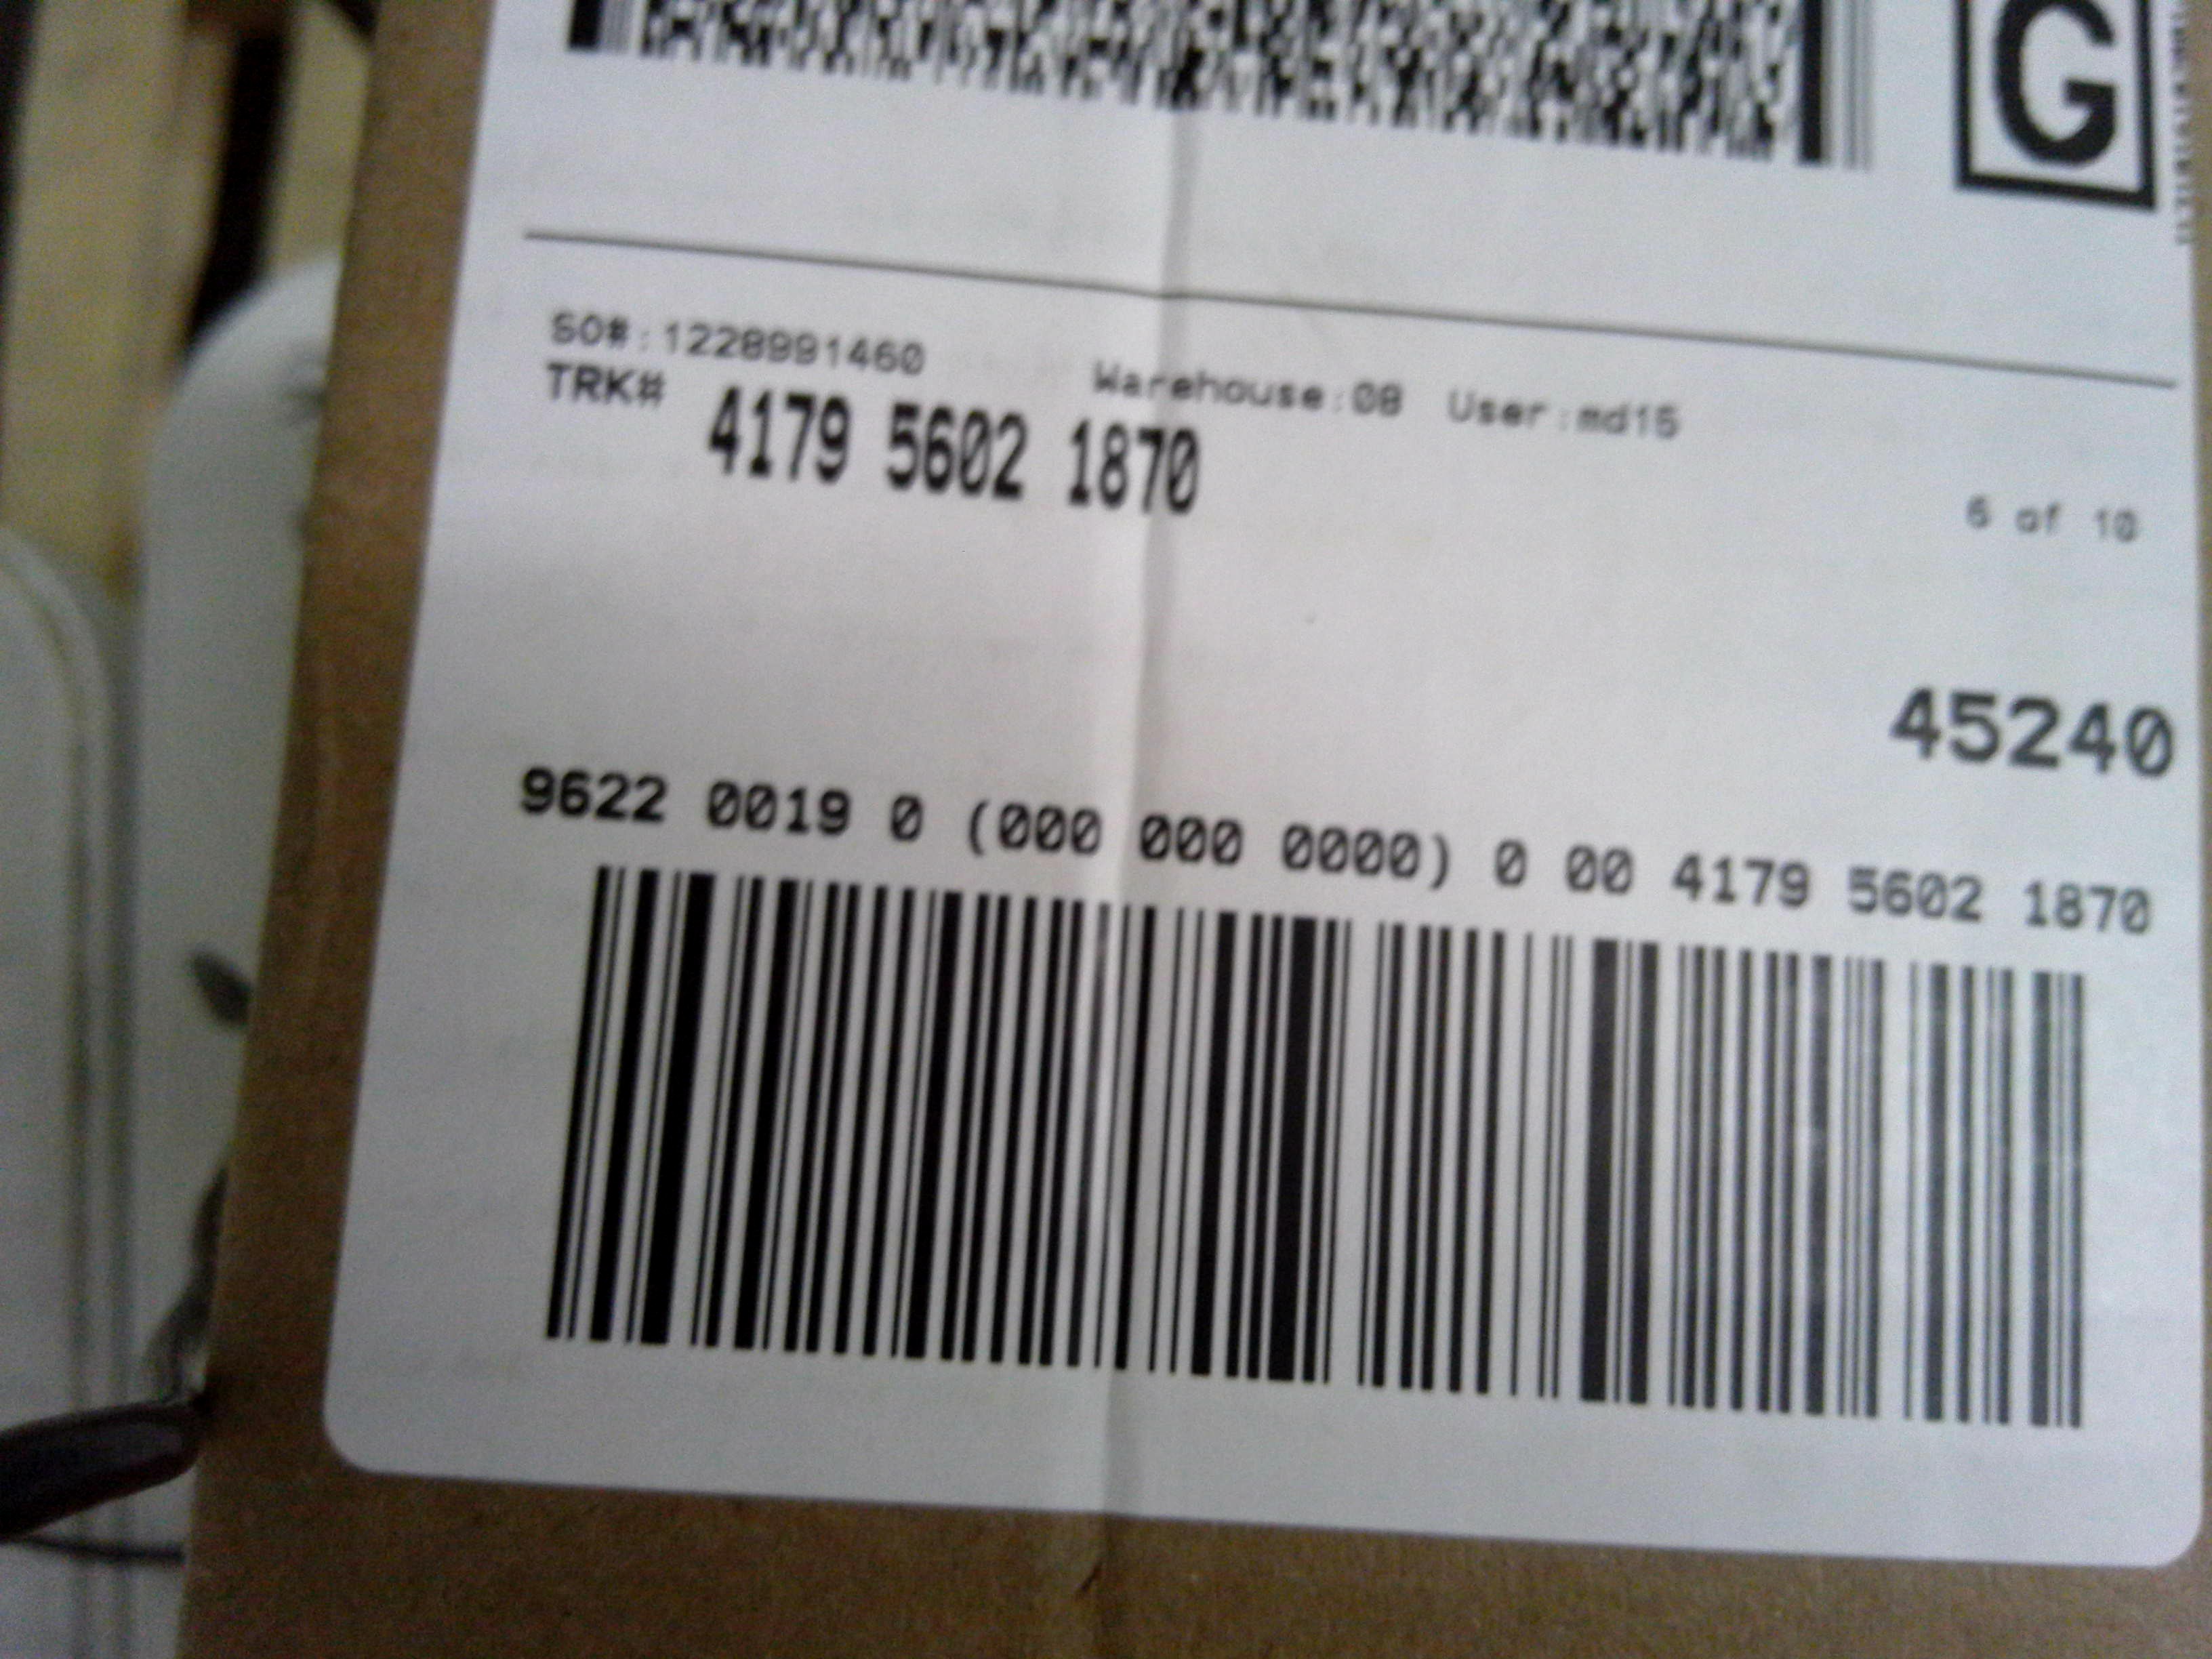 G
SO#:1228991460 Warehouse:08 User:md15
TRK# 4179 5602 1870
6 of 10
45240
9622 0019 0 (000 000 0000) 0 00 4179 5602 1870